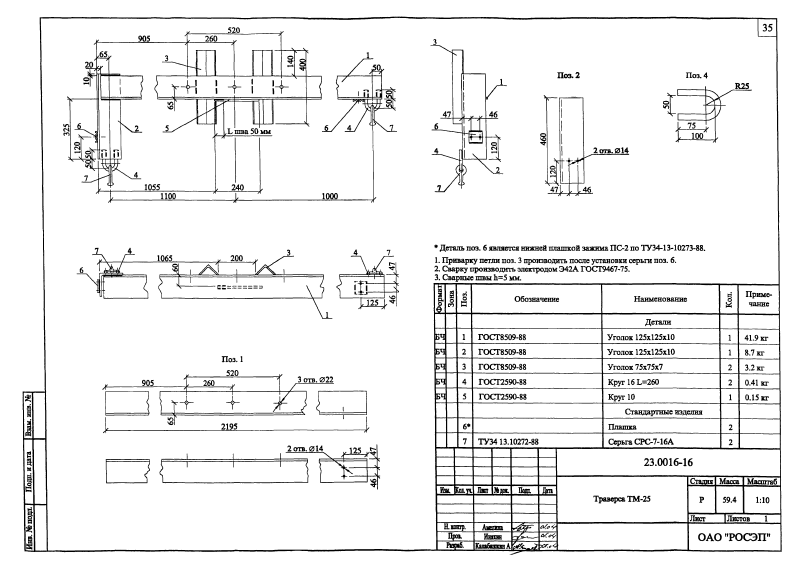 35
520
905
260
65
20
10
3
140
400
1
50
65
50
50
325
6
120
50
50
2
5
L шва 50 мм
6
4
7
7
4
1055
240
1100
1000
3
1
47
46
6
120
4
7
2
Поз. 2
460
120
2 отв. ∅14
47
46
Поз. 4
R25
50
75
100
7
4
1065
200
3
4
7
60
6
47
46
125
1
* Деталь поз. 6 является нижней плашкой зажима ПС-2 по ТУ34-13-10273-88.
1. Приварку петли поз. 3 производить после установки серьги поз. 6.
2. Сварку производить электродом Э42А ГОСТ9467-75.
3. Сварные швы h=5 мм.
Поз. 1
520
905
260
3 отв. ∅22
65
2195
2 отв. ∅14
125
47
46
Формат Зона Поз. Обозначение Наименование Кол. Приме-чание
Детали
БЧ 1 ГОСТ8509-88 Уголок 125х125х10 1 41.9 кг
БЧ 2 ГОСТ8509-88 Уголок 125х125х10 1 8.7 кг
БЧ 3 ГОСТ8509-88 Уголок 75х75х7 2 3.2 кг
БЧ 4 ГОСТ2590-88 Круг 16 L=260 2 0.41 кг
БЧ 5 ГОСТ2590-88 Круг 10 1 0.15 кг
Стандартные изделия
6* Плашка 2
7 ТУ34 13.10272-88 Серьга СРС-7-16А 2
23.0016-16
Стадия Масса Масштаб
Изм. Кол. уч. Лист № док. Подп. Дата
Траверса ТМ-25
Р 59.4 1:10
Лист Листов 1
Н. контр. Амелина
Пров.
Разраб. Калабашкин А.
ОАО "РОСЭП"
Взам. инв. №
Подп. и дата
Инв. № подл.